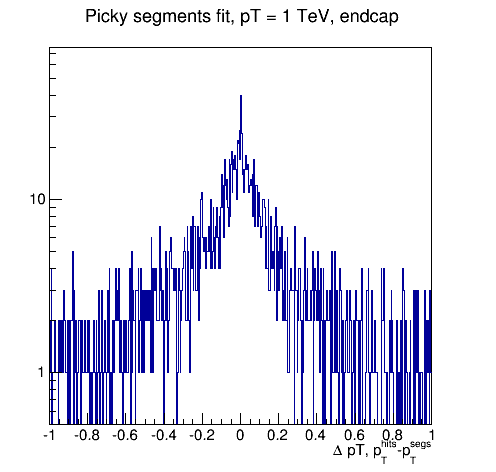 Picky segments fit, pT = 1 TeV, endcap
10
1
-1 -0.8 -0.6 -0.4 -0.2 0 0.2 0.4 0.6 0.8 1
Δ pT, p_T^hits-p_T^segs